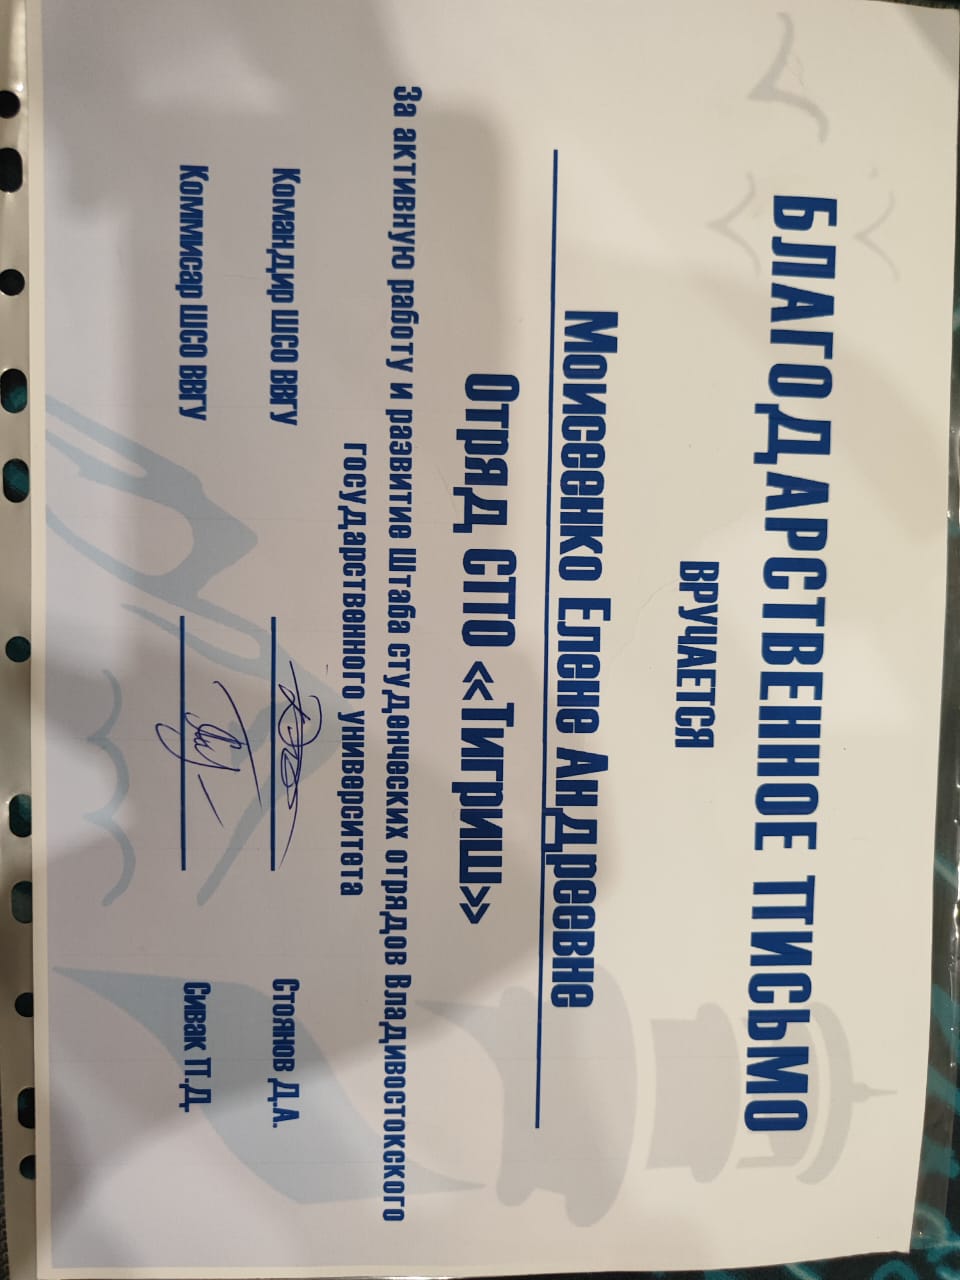 БЛАГОДАРСТВЕННОЕ ПИСЬМО
ВРУЧАЕТСЯ
Моисеенко Елене Андреевне
Отряд СПО «Тигриш»
За активную работу и развитие Штаба студенческих отрядов Владивостокского
государственного университета
Командир ШСО ВВГУ Стоянов Д.А.
Коммисар ШСО ВВГУ Сивак П.Д.